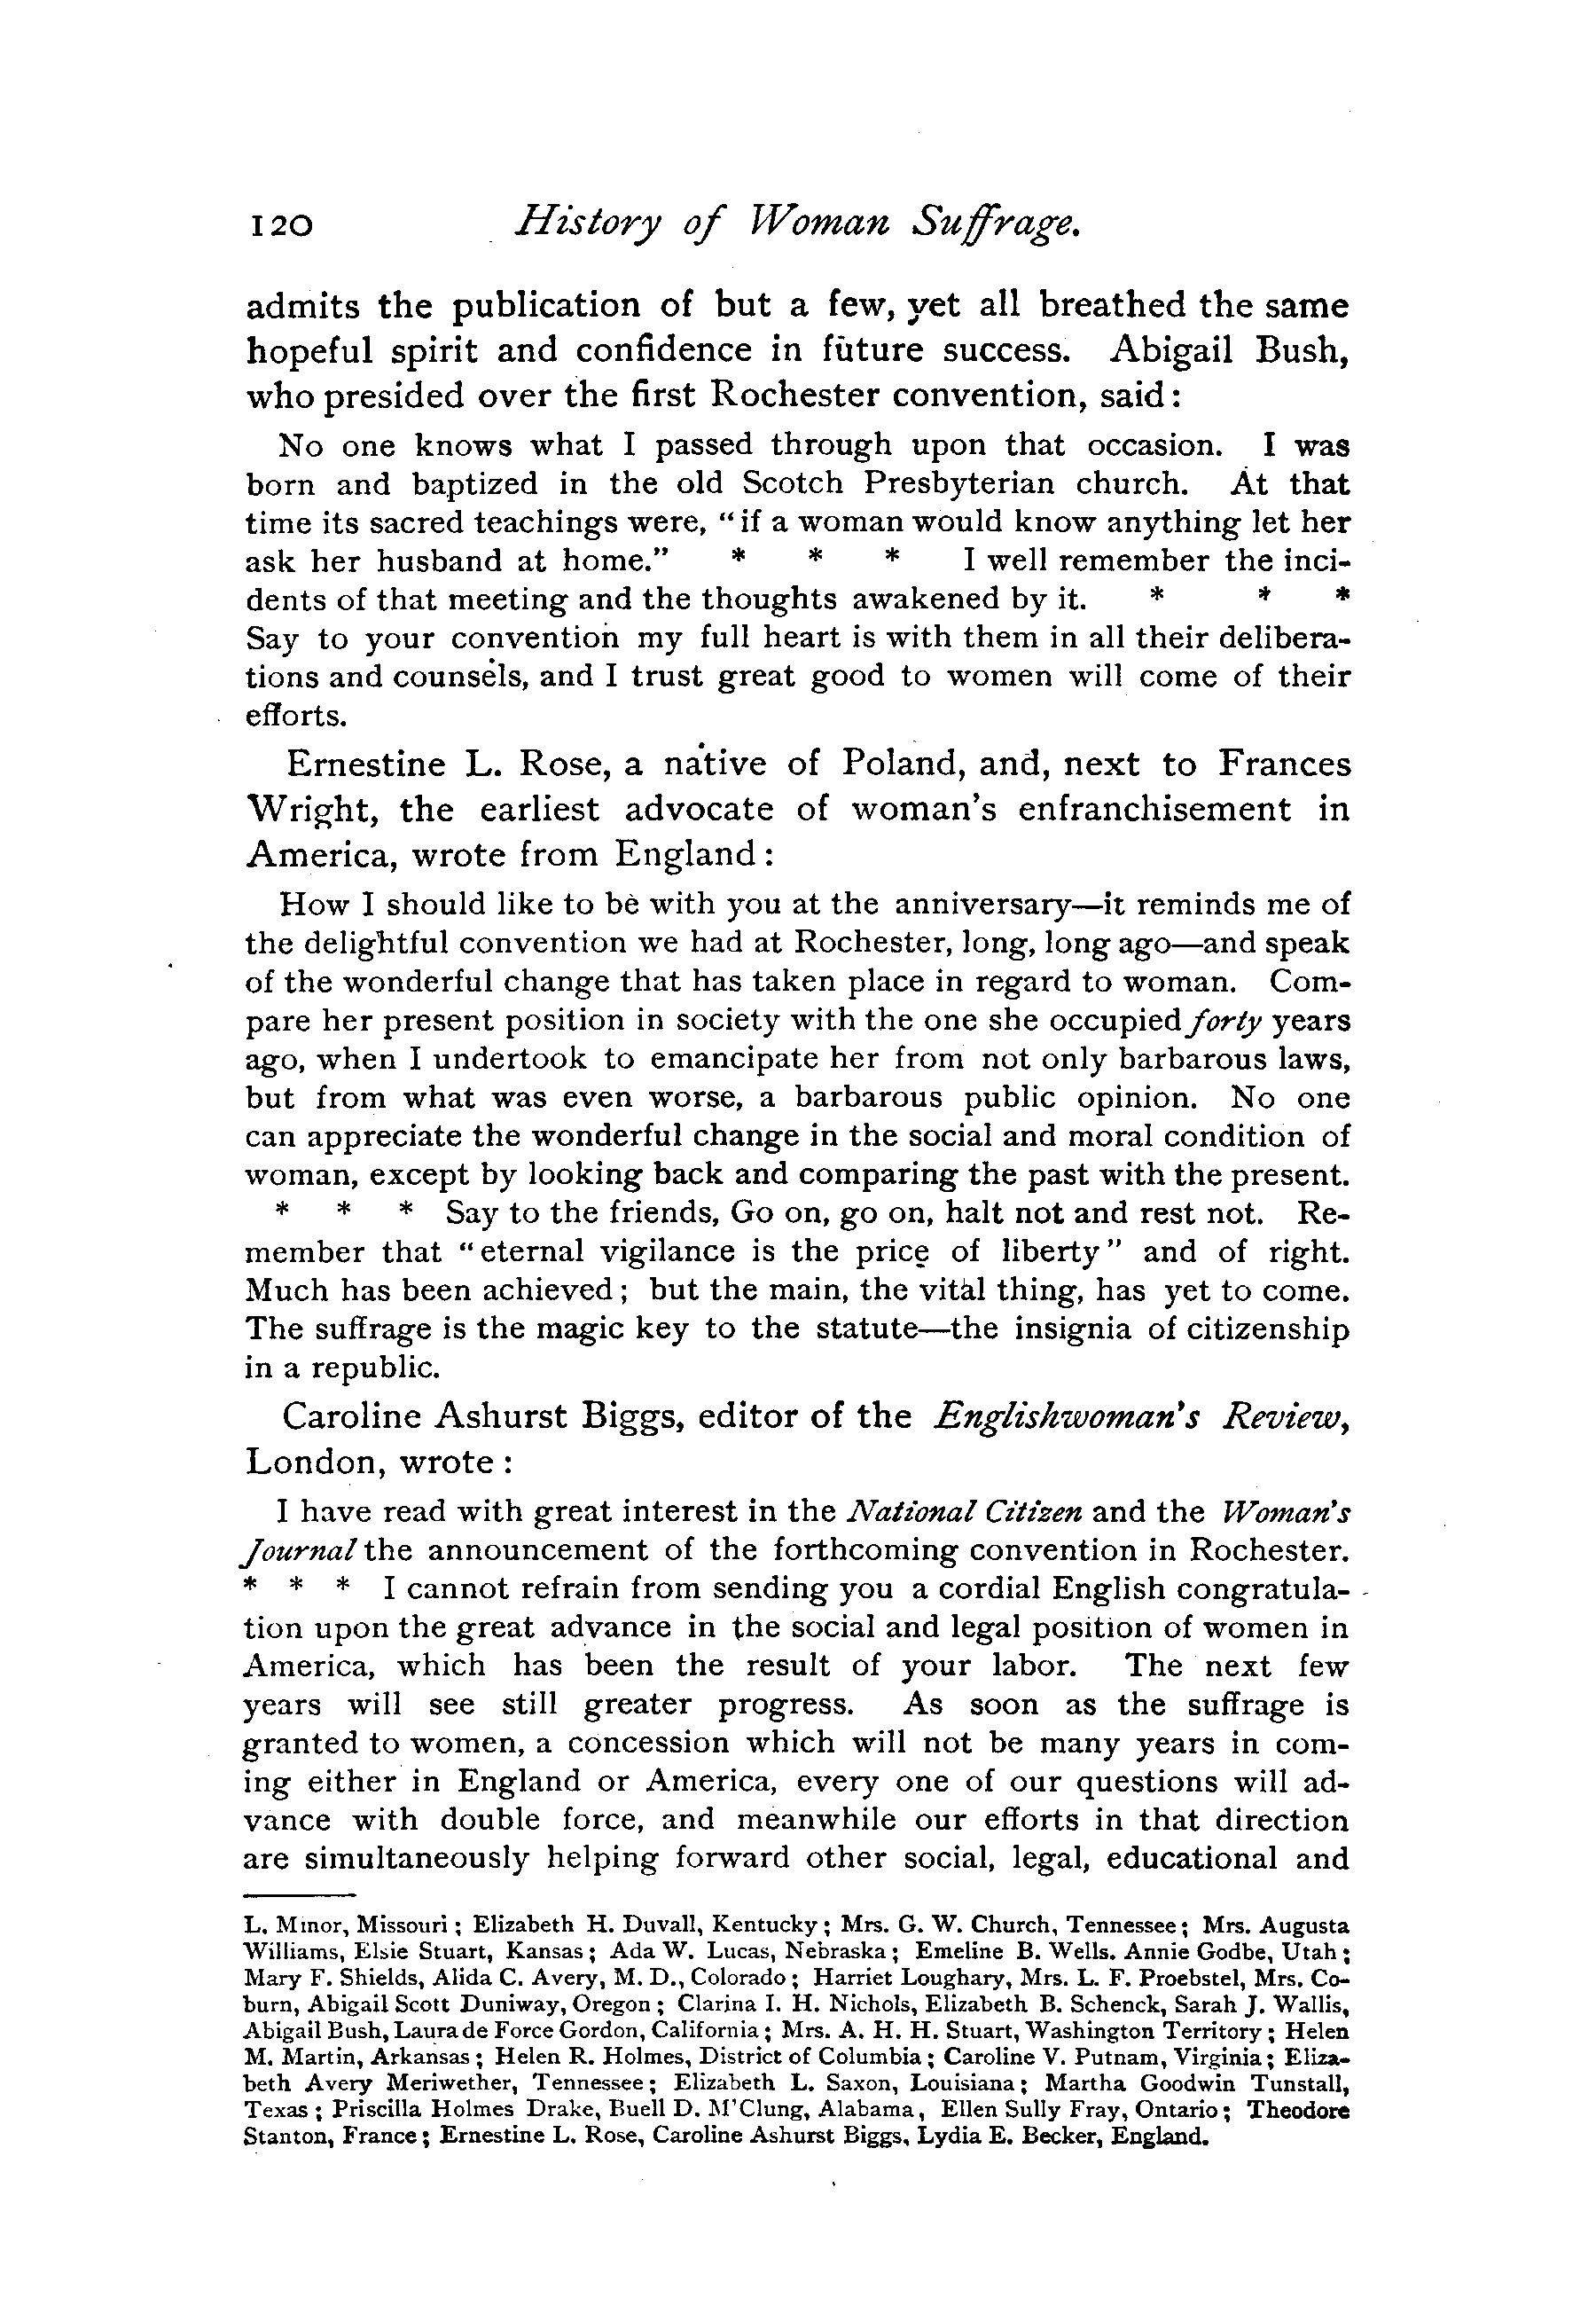 120 History of Woman Suffrage.
admits the publication of but a few, yet all breathed the same
hopeful spirit and confidence in future success. Abigail Bush,
who presided over the first Rochester convention, said:
No one knows what I passed through upon that occasion. I was
born and baptized in the old Scotch Presbyterian church. At that
time its sacred teachings were, "if a woman would know anything let her
ask her husband at home." * * * I well remember the inci-
dents of that meeting and the thoughts awakened by it. * * *
Say to your convention my full heart is with them in all their delibera-
tions and counsels, and I trust great good to women will come of their
efforts.
Ernestine L. Rose, a native of Poland, and, next to Frances
Wright, the earliest advocate of woman's enfranchisement in
America, wrote from England:
How I should like to be with you at the anniversary—it reminds me of
the delightful convention we had at Rochester, long, long ago—and speak
of the wonderful change that has taken place in regard to woman. Com-
pare her present position in society with the one she occupied forty years
ago, when I undertook to emancipate her from not only barbarous laws,
but from what was even worse, a barbarous public opinion. No one
can appreciate the wonderful change in the social and moral condition of
woman, except by looking back and comparing the past with the present.
* * * Say to the friends, Go on, go on, halt not and rest not. Re-
member that "eternal vigilance is the price of liberty" and of right.
Much has been achieved; but the main, the vital thing, has yet to come.
The suffrage is the magic key to the statute—the insignia of citizenship
in a republic.
Caroline Ashurst Biggs, editor of the Englishwoman's Review,
London, wrote:
I have read with great interest in the National Citizen and the Woman's
Journal the announcement of the forthcoming convention in Rochester.
* * * I cannot refrain from sending you a cordial English congratula-
tion upon the great advance in the social and legal position of women in
America, which has been the result of your labor. The next few
years will see still greater progress. As soon as the suffrage is
granted to women, a concession which will not be many years in com-
ing either in England or America, every one of our questions will ad-
vance with double force, and meanwhile our efforts in that direction
are simultaneously helping forward other social, legal, educational and
L. Minor, Missouri; Elizabeth H. Duvall, Kentucky; Mrs. G. W. Church, Tennessee; Mrs. Augusta
Williams, Elsie Stuart, Kansas; Ada W. Lucas, Nebraska; Emeline B. Wells. Annie Godbe, Utah;
Mary F. Shields, Alida C. Avery, M. D., Colorado; Harriet Loughary, Mrs. L. F. Proebstel, Mrs. Co-
burn, Abigail Scott Duniway, Oregon; Clarina I. H. Nichols, Elizabeth B. Schenck, Sarah J. Wallis,
Abigail Bush, Laura de Force Gordon, California; Mrs. A. H. H. Stuart, Washington Territory; Helen
M. Martin, Arkansas; Helen R. Holmes, District of Columbia; Caroline V. Putnam, Virginia; Eliza-
beth Avery Meriwether, Tennessee; Elizabeth L. Saxon, Louisiana; Martha Goodwin Tunstall,
Texas; Priscilla Holmes Drake, Buell D. M'Clung, Alabama, Ellen Sully Fray, Ontario; Theodore
Stanton, France; Ernestine L. Rose, Caroline Ashurst Biggs, Lydia E. Becker, England.